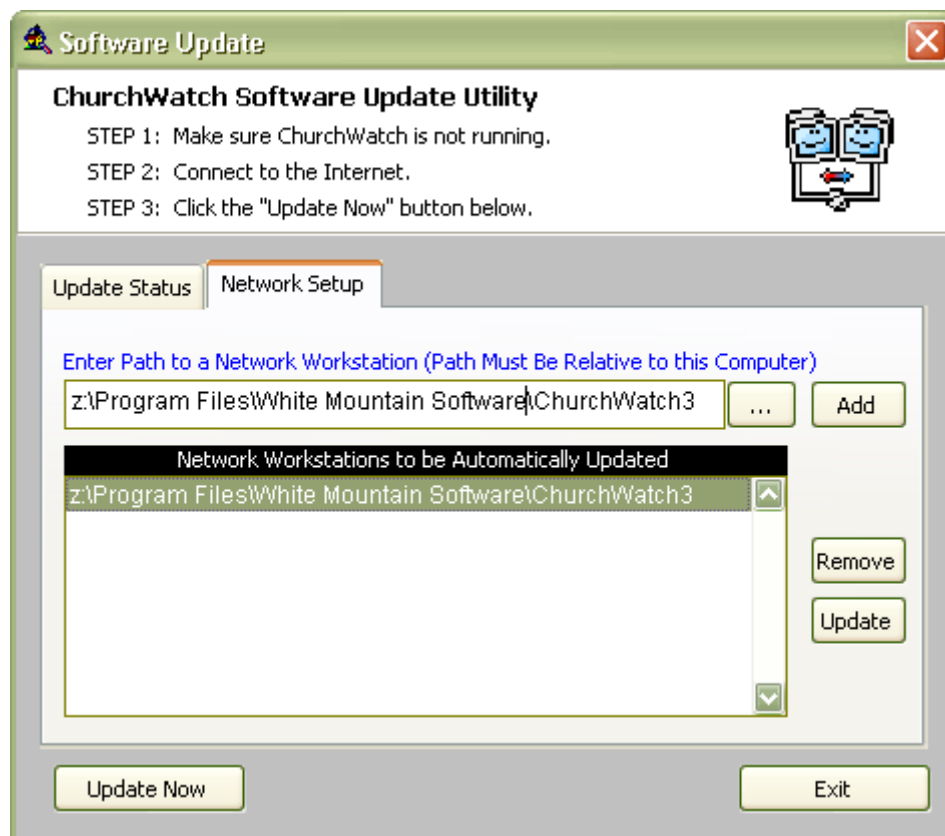 Software Update
ChurchWatch Software Update Utility
STEP 1: Make sure ChurchWatch is not running.
STEP 2: Connect to the Internet.
STEP 3: Click the "Update Now" button below.
Update Status
Network Setup
Enter Path to a Network Workstation (Path Must Be Relative to this Computer)
z:\Program Files\White Mountain Software\ChurchWatch3
...
Add
Network Workstations to be Automatically Updated
z:\Program Files\White Mountain Software\ChurchWatch3
Remove
Update
Update Now
Exit